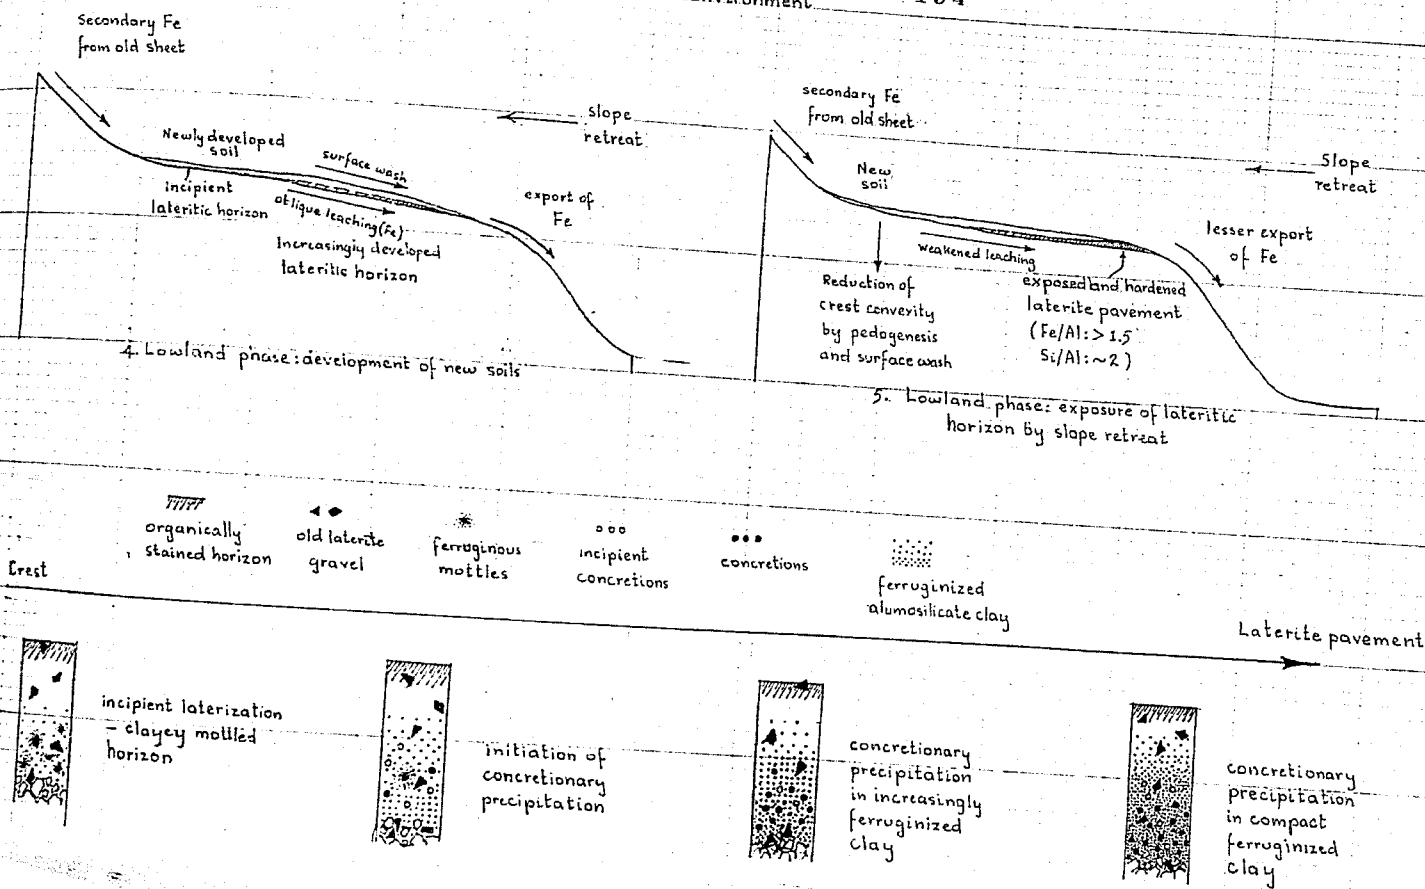 Secondary Fe
from old sheet
slope
retreat
Newly developed
soil
surface wash
Incipient
lateritic horizon
oblique leaching (Fe)
Increasingly developed
lateritic horizon
export of
Fe
4. Lowland phase: development of new soils
secondary Fe
from old sheet
Slope
retreat
New
soil
lesser export
of Fe
weakened leaching
Reduction of
crest convexity
by pedogenesis
and surface wash
exposed and hardened
laterite pavement
(Fe/Al:> 1.5
Si/Al:~2)
5. Lowland phase: exposure of lateritic
horizon by slope retreat
organically
stained horizon
old laterite
gravel
ferruginous
mottles
incipient
concretions
concretions
ferruginized
alumosilicate clay
Crest
Laterite pavement
incipient laterization
- clayey mottled
horizon
initiation of
concretionary
precipitation
concretionary
precipitation
in increasingly
ferruginized
clay
concretionary
precipitation
in compact
ferruginized
clay